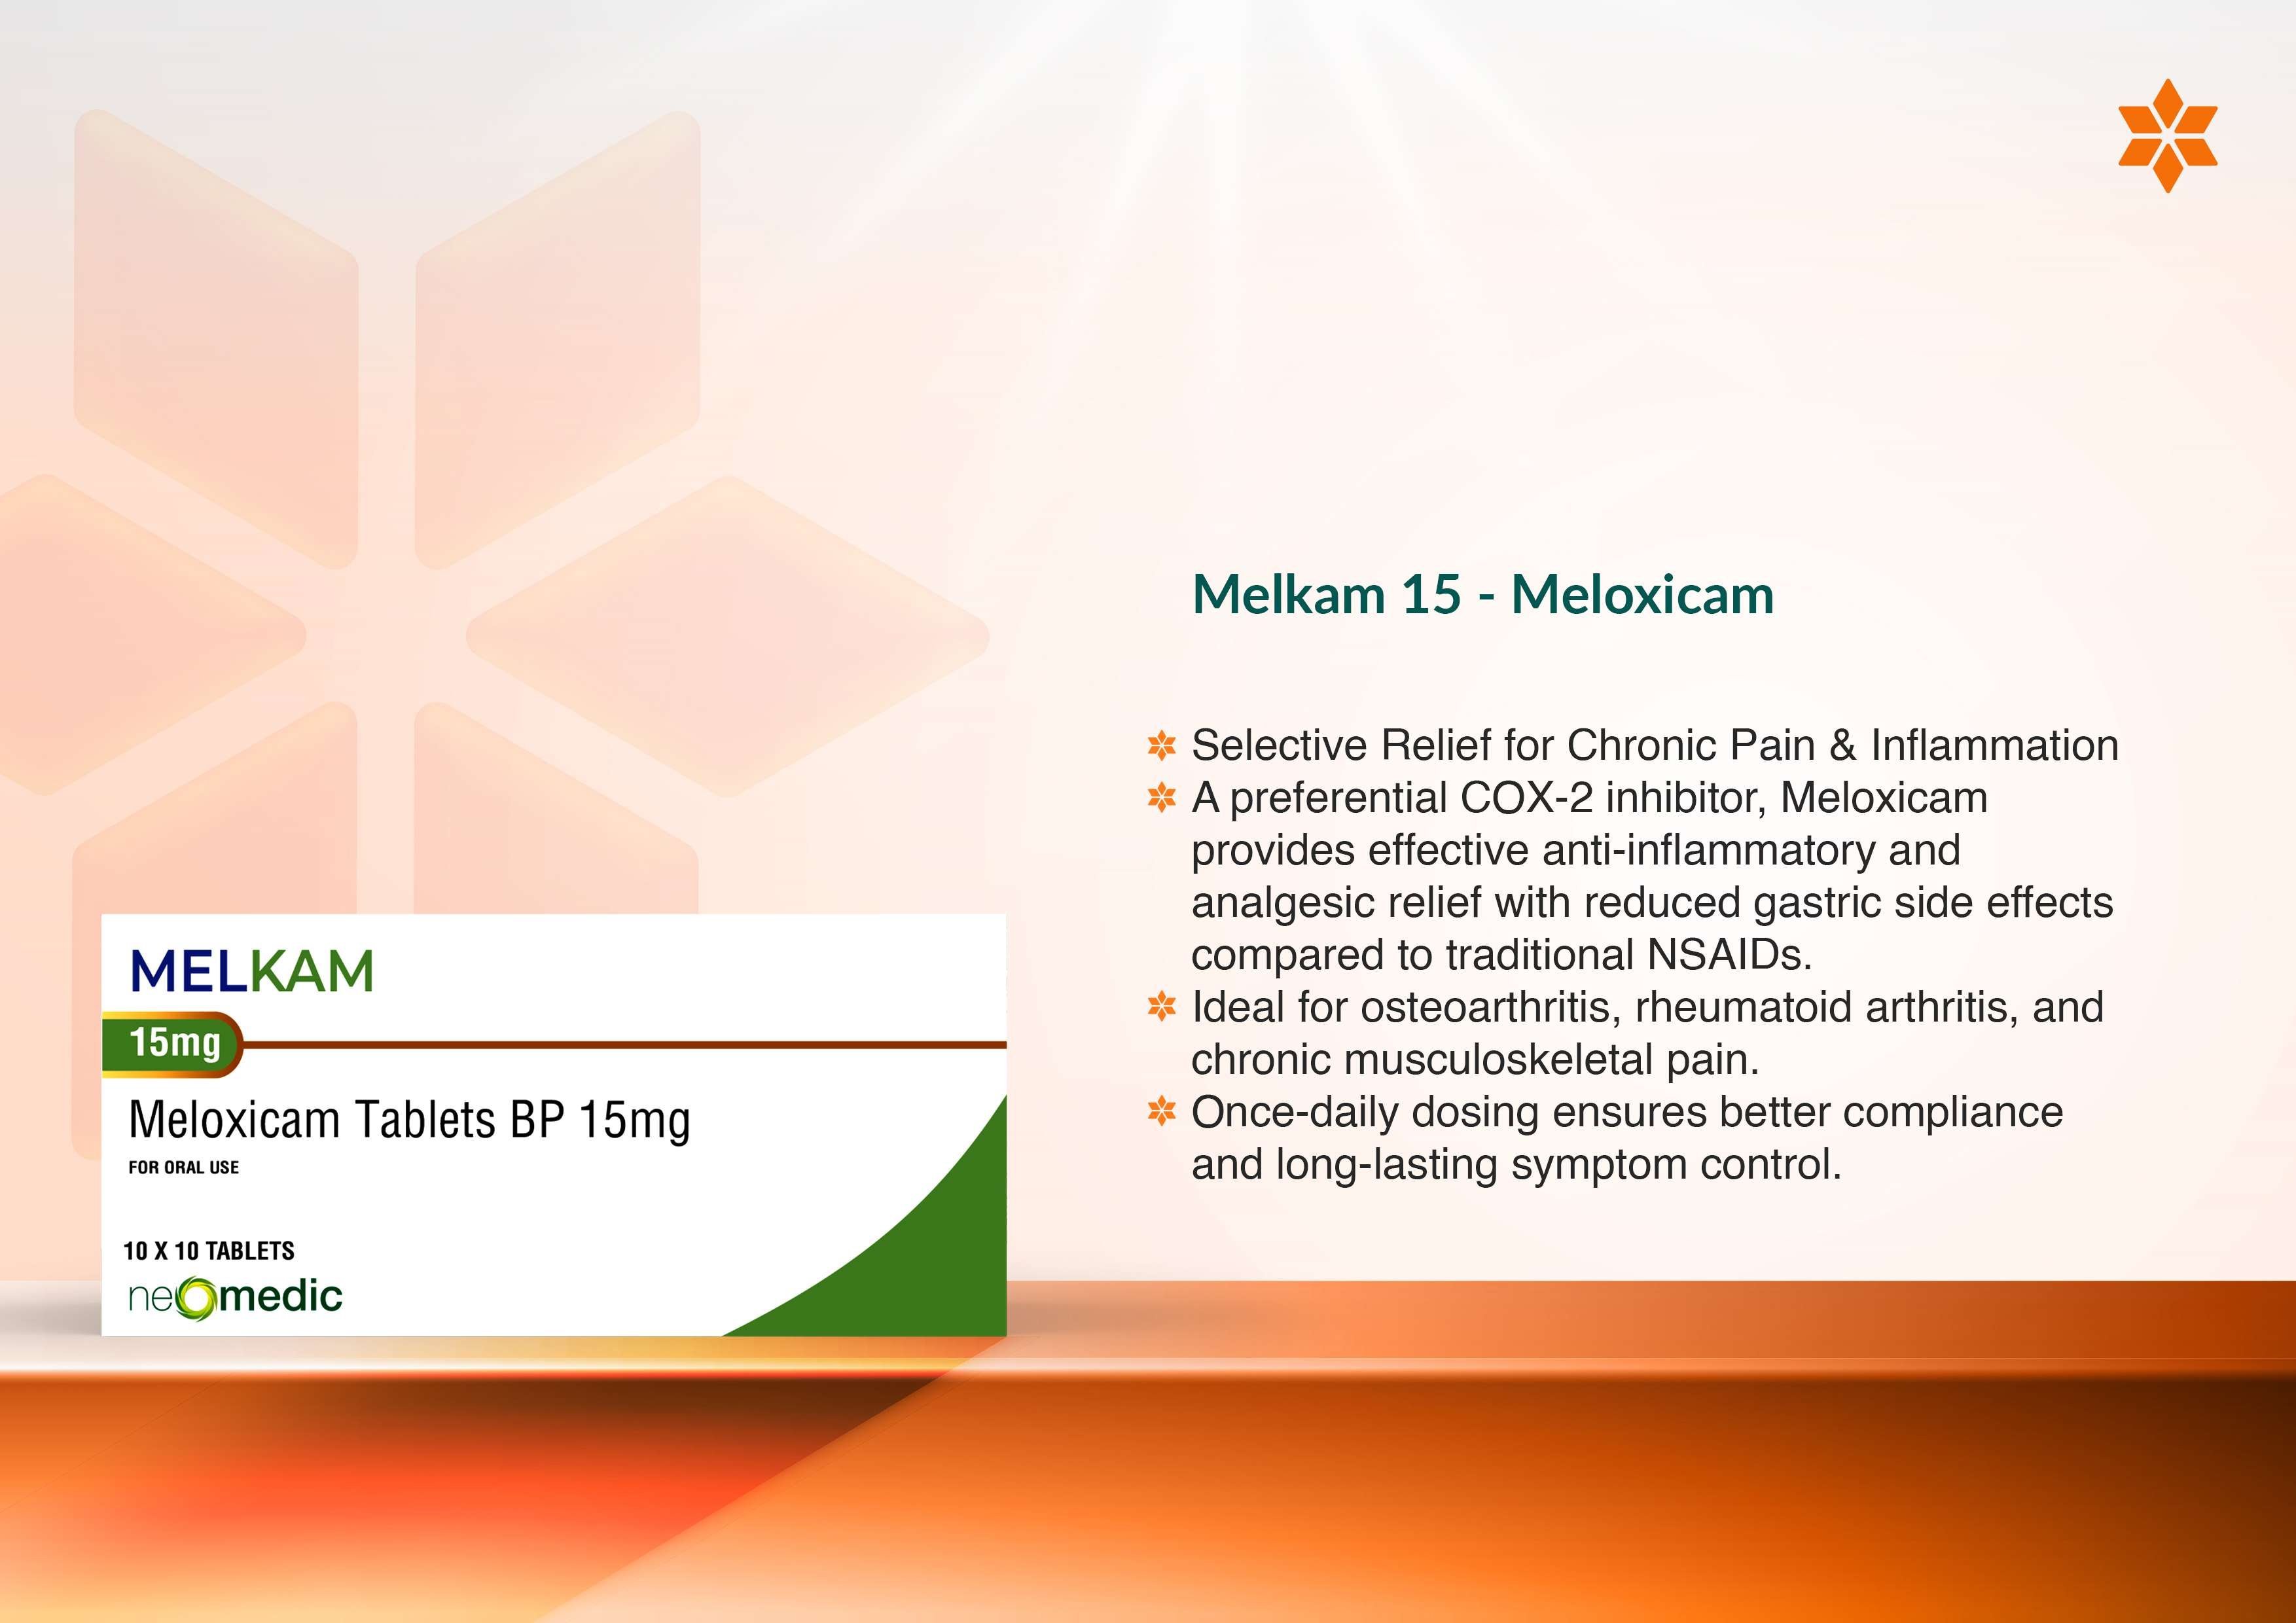 Melkam 15 - Meloxicam
Selective Relief for Chronic Pain & Inflammation
A preferential COX-2 inhibitor, Meloxicam
provides effective anti-inflammatory and
analgesic relief with reduced gastric side effects
compared to traditional NSAIDs.
Ideal for osteoarthritis, rheumatoid arthritis, and
chronic musculoskeletal pain.
Once-daily dosing ensures better compliance
and long-lasting symptom control.
MELKAM
15mg
Meloxicam Tablets BP 15mg
FOR ORAL USE
10 X 10 TABLETS
neomedic